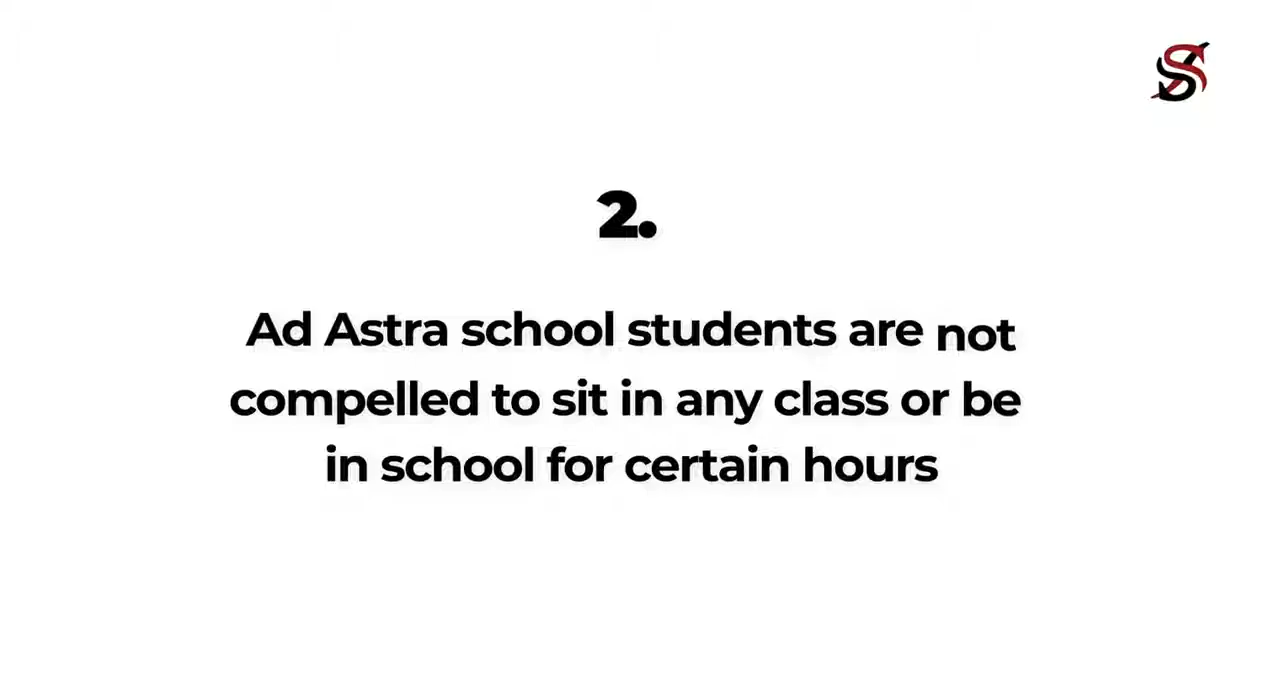 2.
Ad Astra school students are not
compelled to sit in any class or be
in school for certain hours